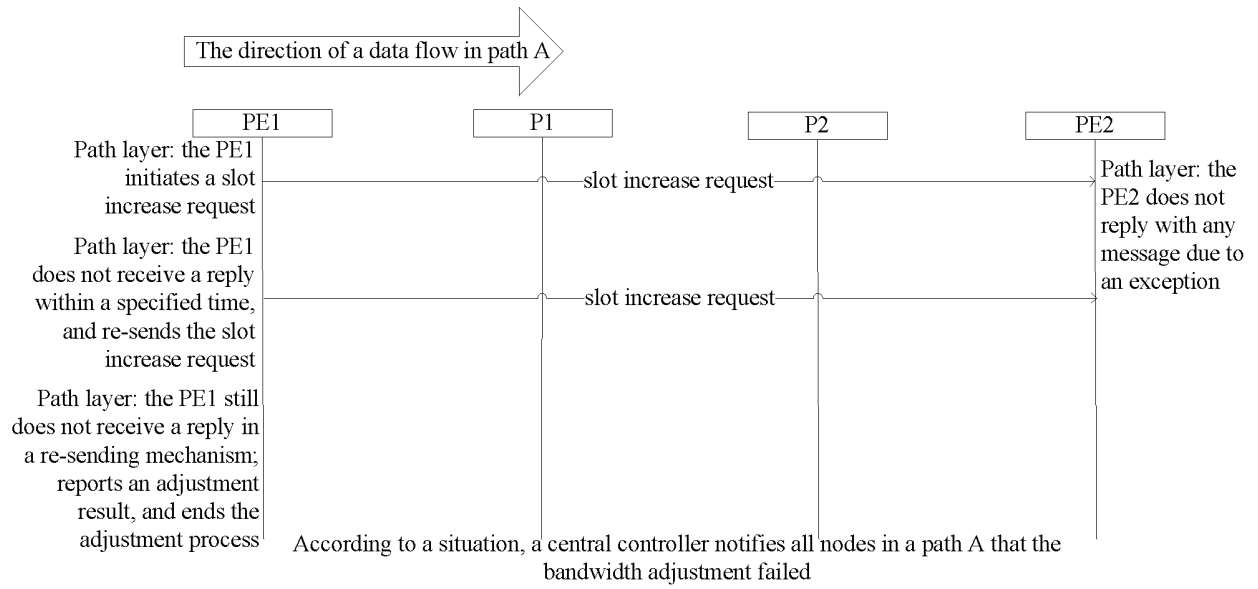 The direction of a data flow in path A
PE1
P1
P2
PE2
Path layer: the PE1
initiates a slot
increase request
slot increase request
Path layer: the
PE2 does not
reply with any
message due to
an exception
Path layer: the PE1
does not receive a reply
within a specified time,
and re-sends the slot
increase request
slot increase request
Path layer: the PE1 still
does not receive a reply in
a re-sending mechanism;
reports an adjustment
result, and ends the
adjustment process
According to a situation, a central controller notifies all nodes in a path A that the
bandwidth adjustment failed